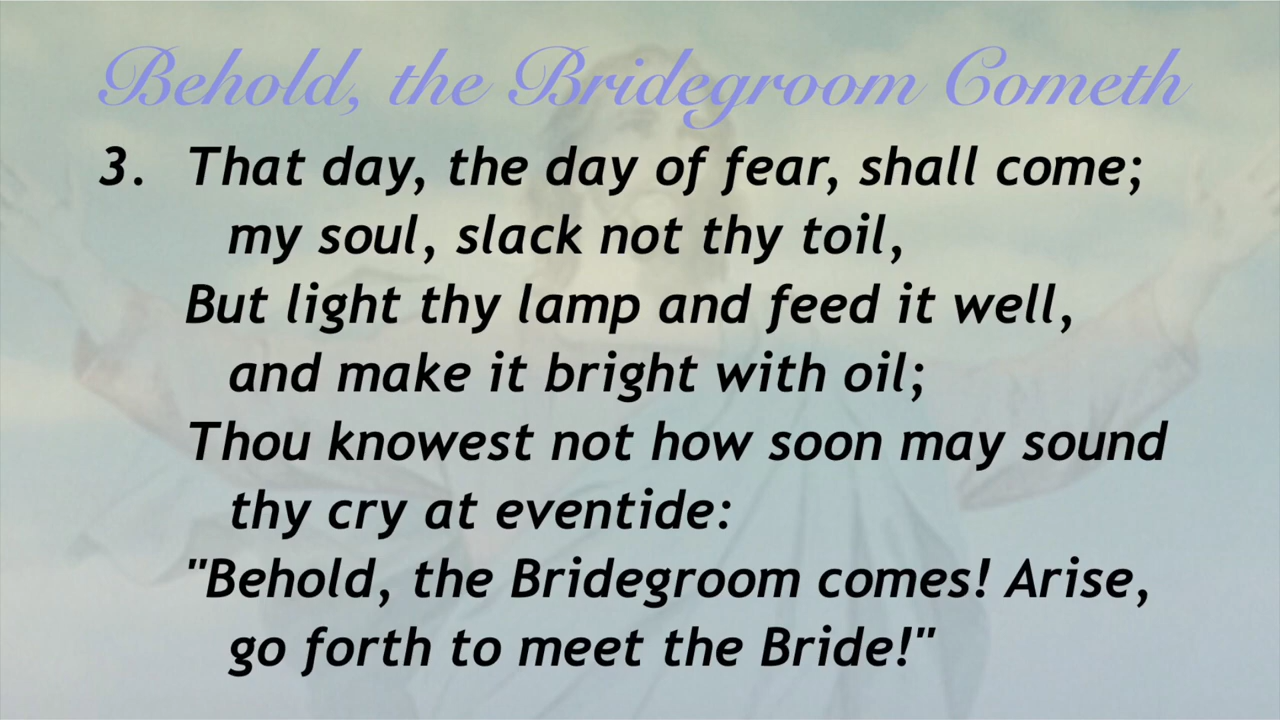 Behold, the Bridegroom Cometh
3. That day, the day of fear, shall come;
my soul, slack not thy toil,
But light thy lamp and feed it well,
and make it bright with oil;
Thou knowest not how soon may sound
thy cry at eventide:
"Behold, the Bridegroom comes! Arise,
go forth to meet the Bride!"